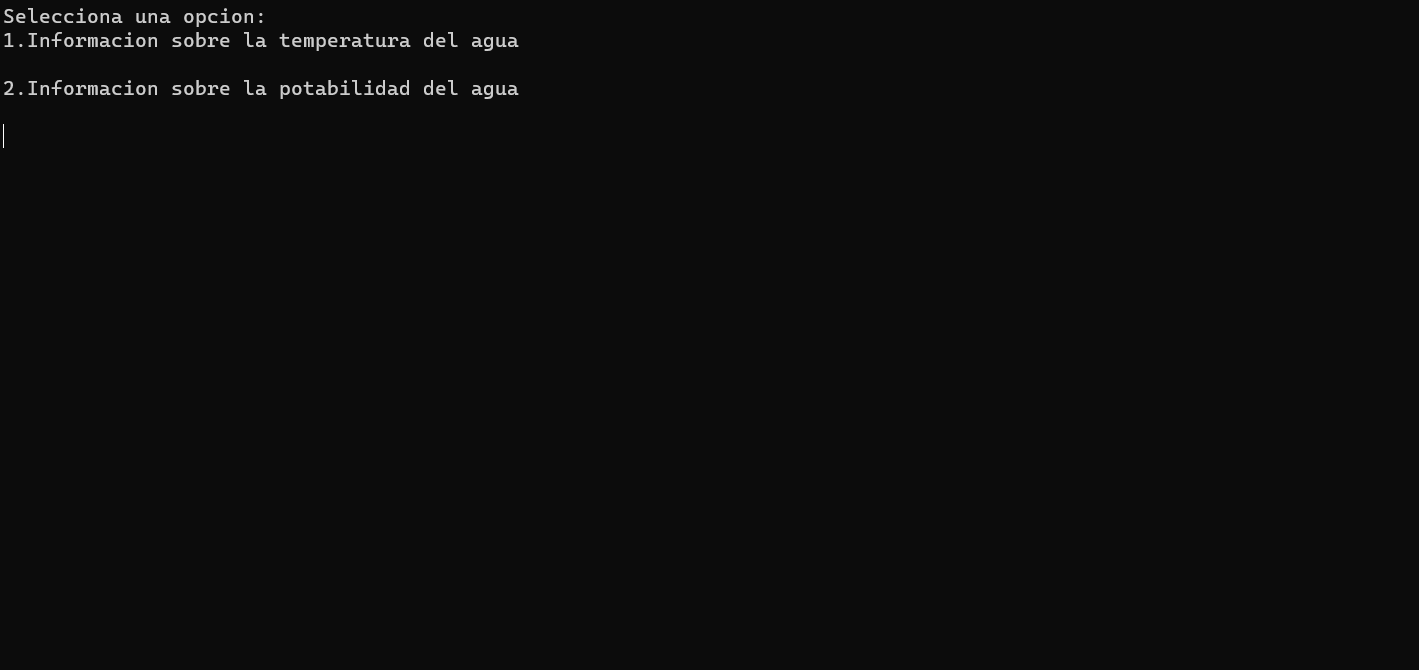 Selecciona una opcion:
1.Informacion sobre la temperatura del agua
2.Informacion sobre la potabilidad del agua